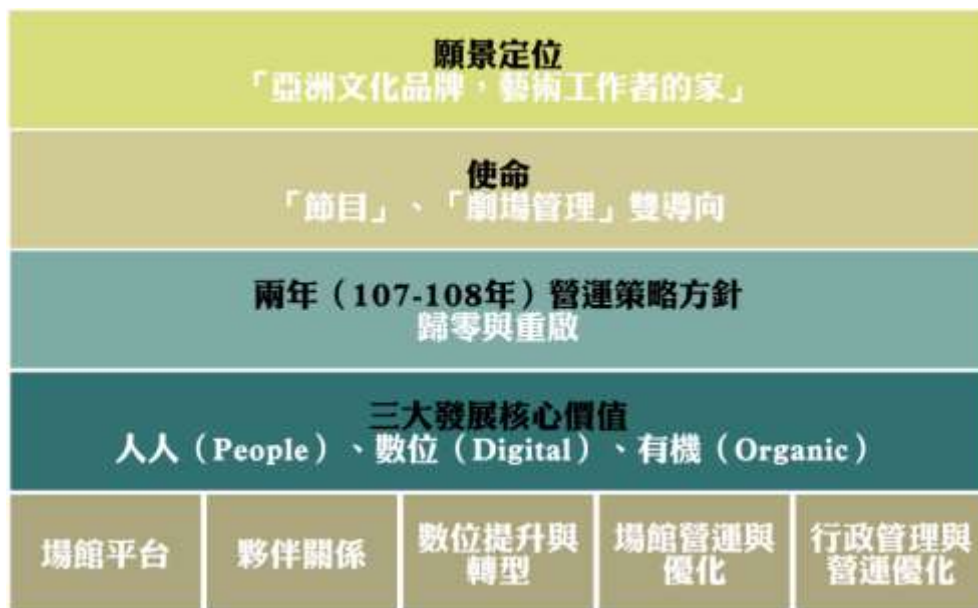 願景定位
「亞洲文化品牌，藝術工作者的家」
使命
「節目」、「劇場管理」雙導向
兩年（107-108年）營運策略方針
歸零與重啟
三大發展核心價值
人人（People）、數位（Digital）、有機（Organic）
場館平台
夥伴關係
數位提升與
轉型
場館營運與
優化
行政管理與
營運優化